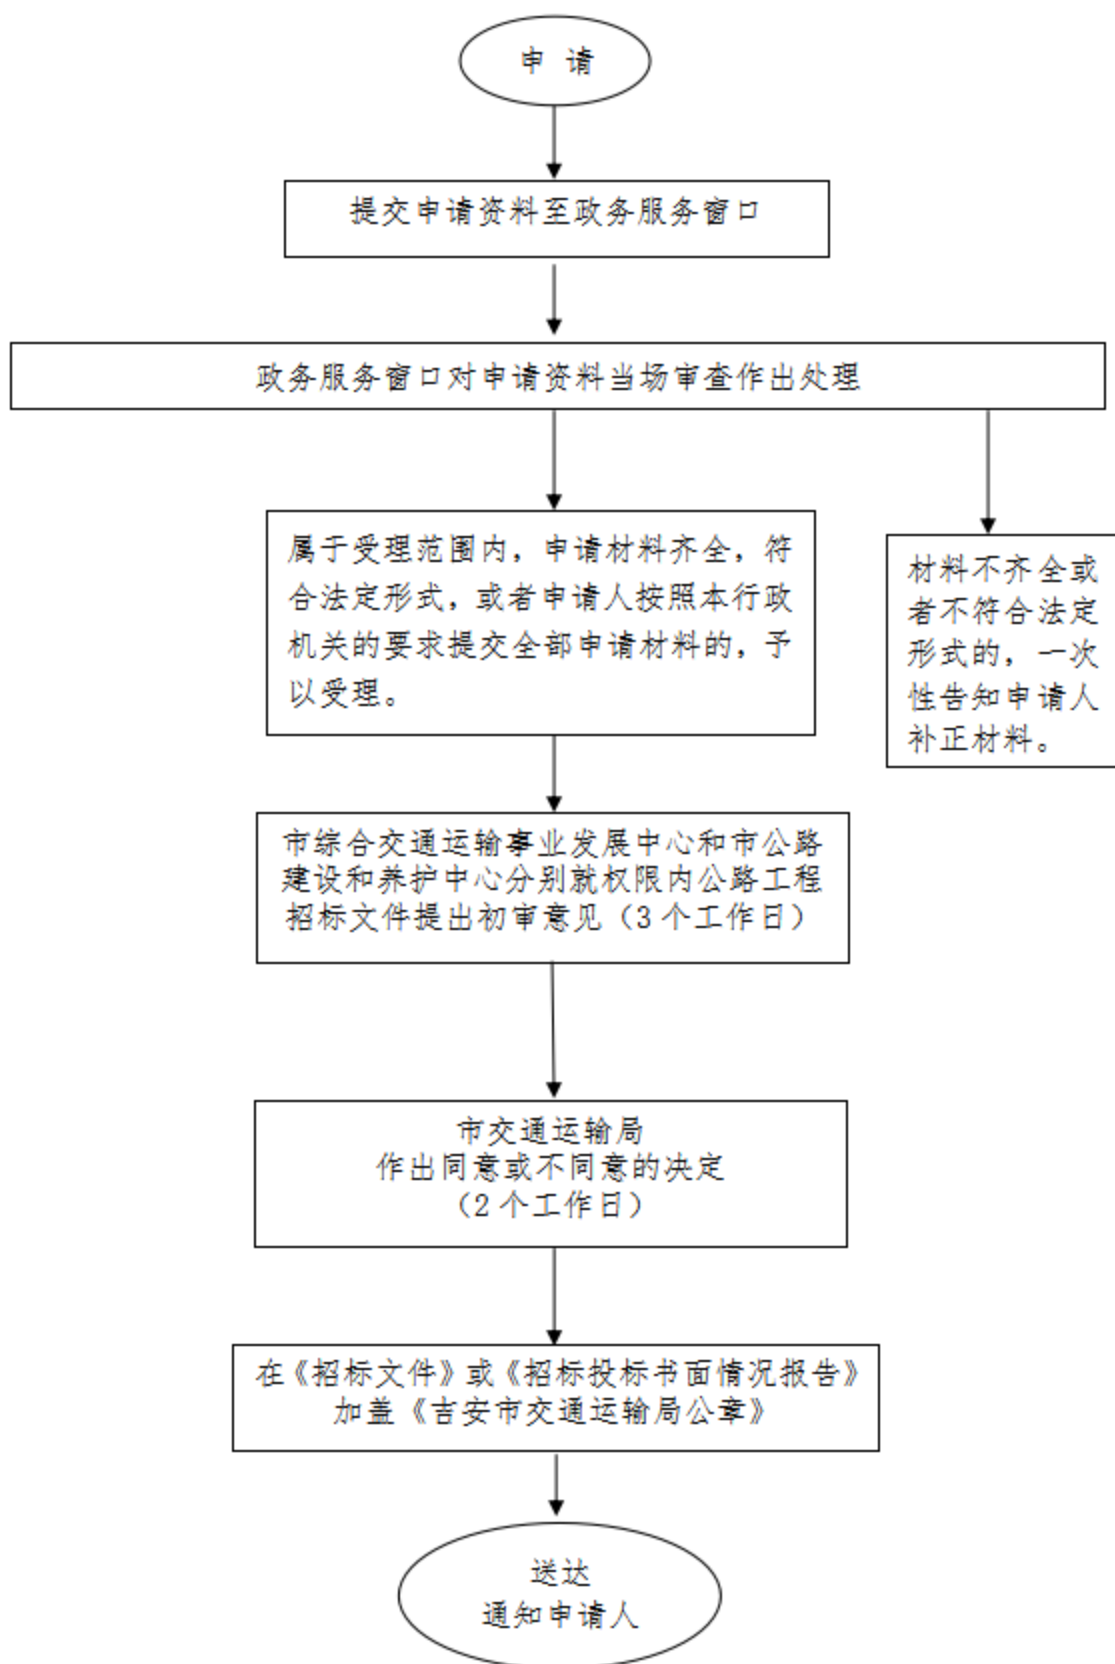 申 请
提交申请资料至政务服务窗口
政务服务窗口对申请资料当场审查作出处理
属于受理范围内，申请材料齐全，符
合法定形式，或者申请人按照本行政
机关的要求提交全部申请材料的，予
以受理。
材料不齐全或
者不符合法定
形式的，一次
性告知申请人
补正材料。
市综合交通运输事业发展中心和市公路
建设和养护中心分别就权限内公路工程
招标文件提出初审意见（3 个工作日）
市交通运输局
作出同意或不同意的决定
（2 个工作日）
在《招标文件》或《招标投标书面情况报告》
加盖《吉安市交通运输局公章》
送达
通知申请人